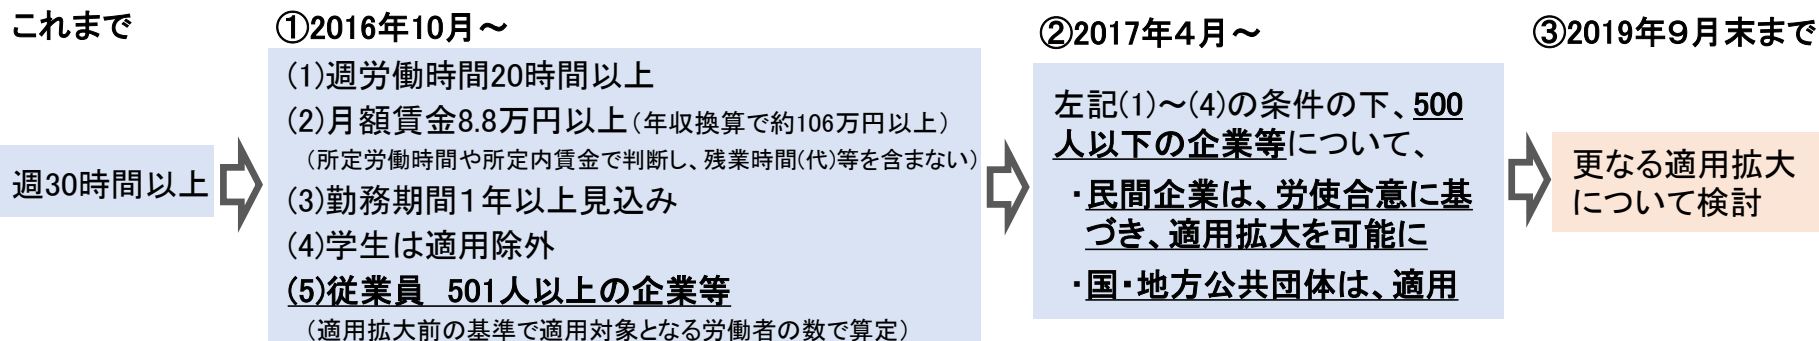 これまで
週30時間以上
①2016年10月～
(1)週労働時間20時間以上
(2)月額賃金8.8万円以上（年収換算で約106万円以上）
（所定労働時間や所定内賃金で判断し、残業時間(代)等を含まない）
(3)勤務期間１年以上見込み
(4)学生は適用除外
(5)従業員　501人以上の企業等
（適用拡大前の基準で適用対象となる労働者の数で算定）
②2017年４月～
左記(1)～(4)の条件の下、500
人以下の企業等について、
・民間企業は、労使合意に基
づき、適用拡大を可能に
・国・地方公共団体は、適用
③2019年９月末まで
更なる適用拡大
について検討